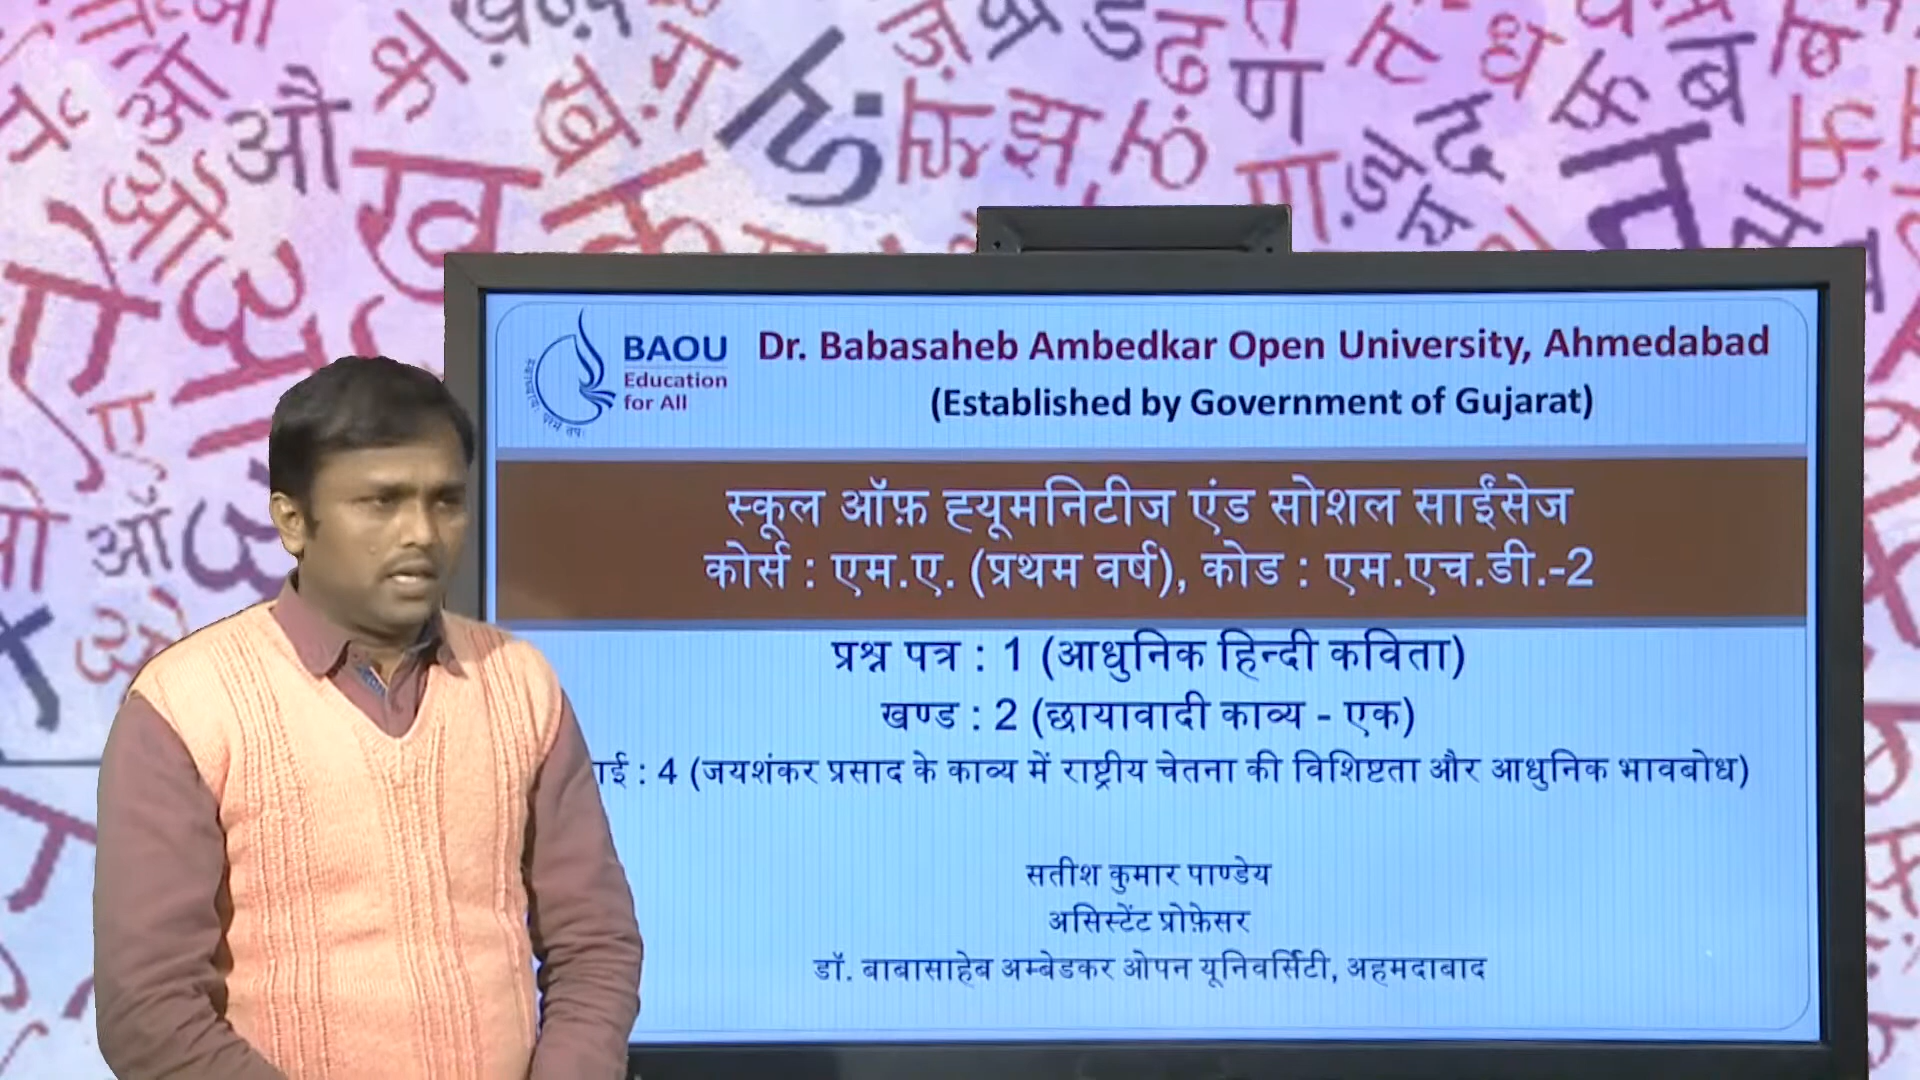 BAOU
Education
for All
Dr. Babasaheb Ambedkar Open University, Ahmedabad
(Established by Government of Gujarat)
स्कूल ऑफ़ ह्यूमनिटीज एंड सोशल साईंसेज
कोर्स : एम.ए. (प्रथम वर्ष), कोड : एम.एच.डी.-2
प्रश्न पत्र : 1 (आधुनिक हिन्दी कविता)
खण्ड : 2 (छायावादी काव्य - एक)
: 4 (जयशंकर प्रसाद के काव्य में राष्ट्रीय चेतना की विशिष्टता और आधुनिक भावबोध)
सतीश कुमार पाण्डेय
असिस्टेंट प्रोफ़ेसर
डॉ. बाबासाहेब अम्बेडकर ओपन यूनिवर्सिटी, अहमदाबाद